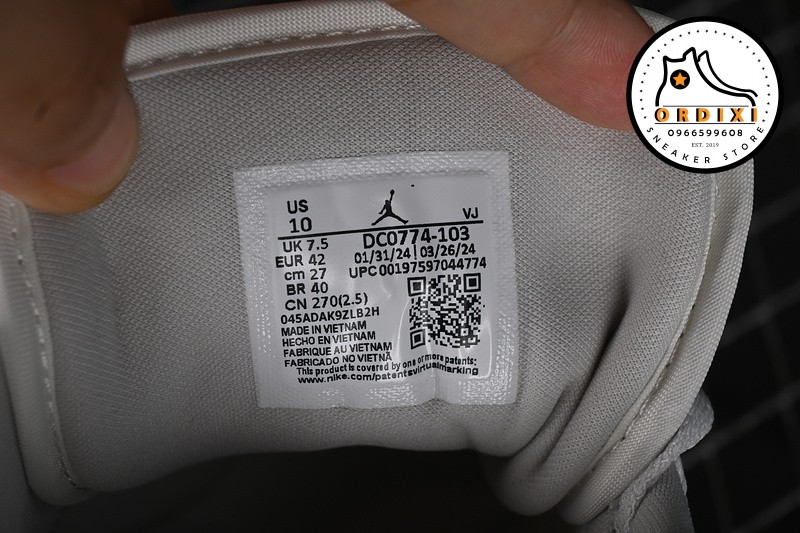 ORDIXI
0966599608
EST. 2019
SNEAKER STORE
US
10
VJ
UK 7.5
DC0774-103
EUR 42
01/31/24 03/26/24
cm 27
UPC 00197597044774
BR 40
CN 270(2.5)
045ADAK9ZLB2H
MADE IN VIETNAM
HECHO EN VIETNAM
FABRIQUE AU VIETNAM
FABRICADO NO VIETNÃ
This product is covered by one or more patents;
www.nike.com/patentsvirtualmarking